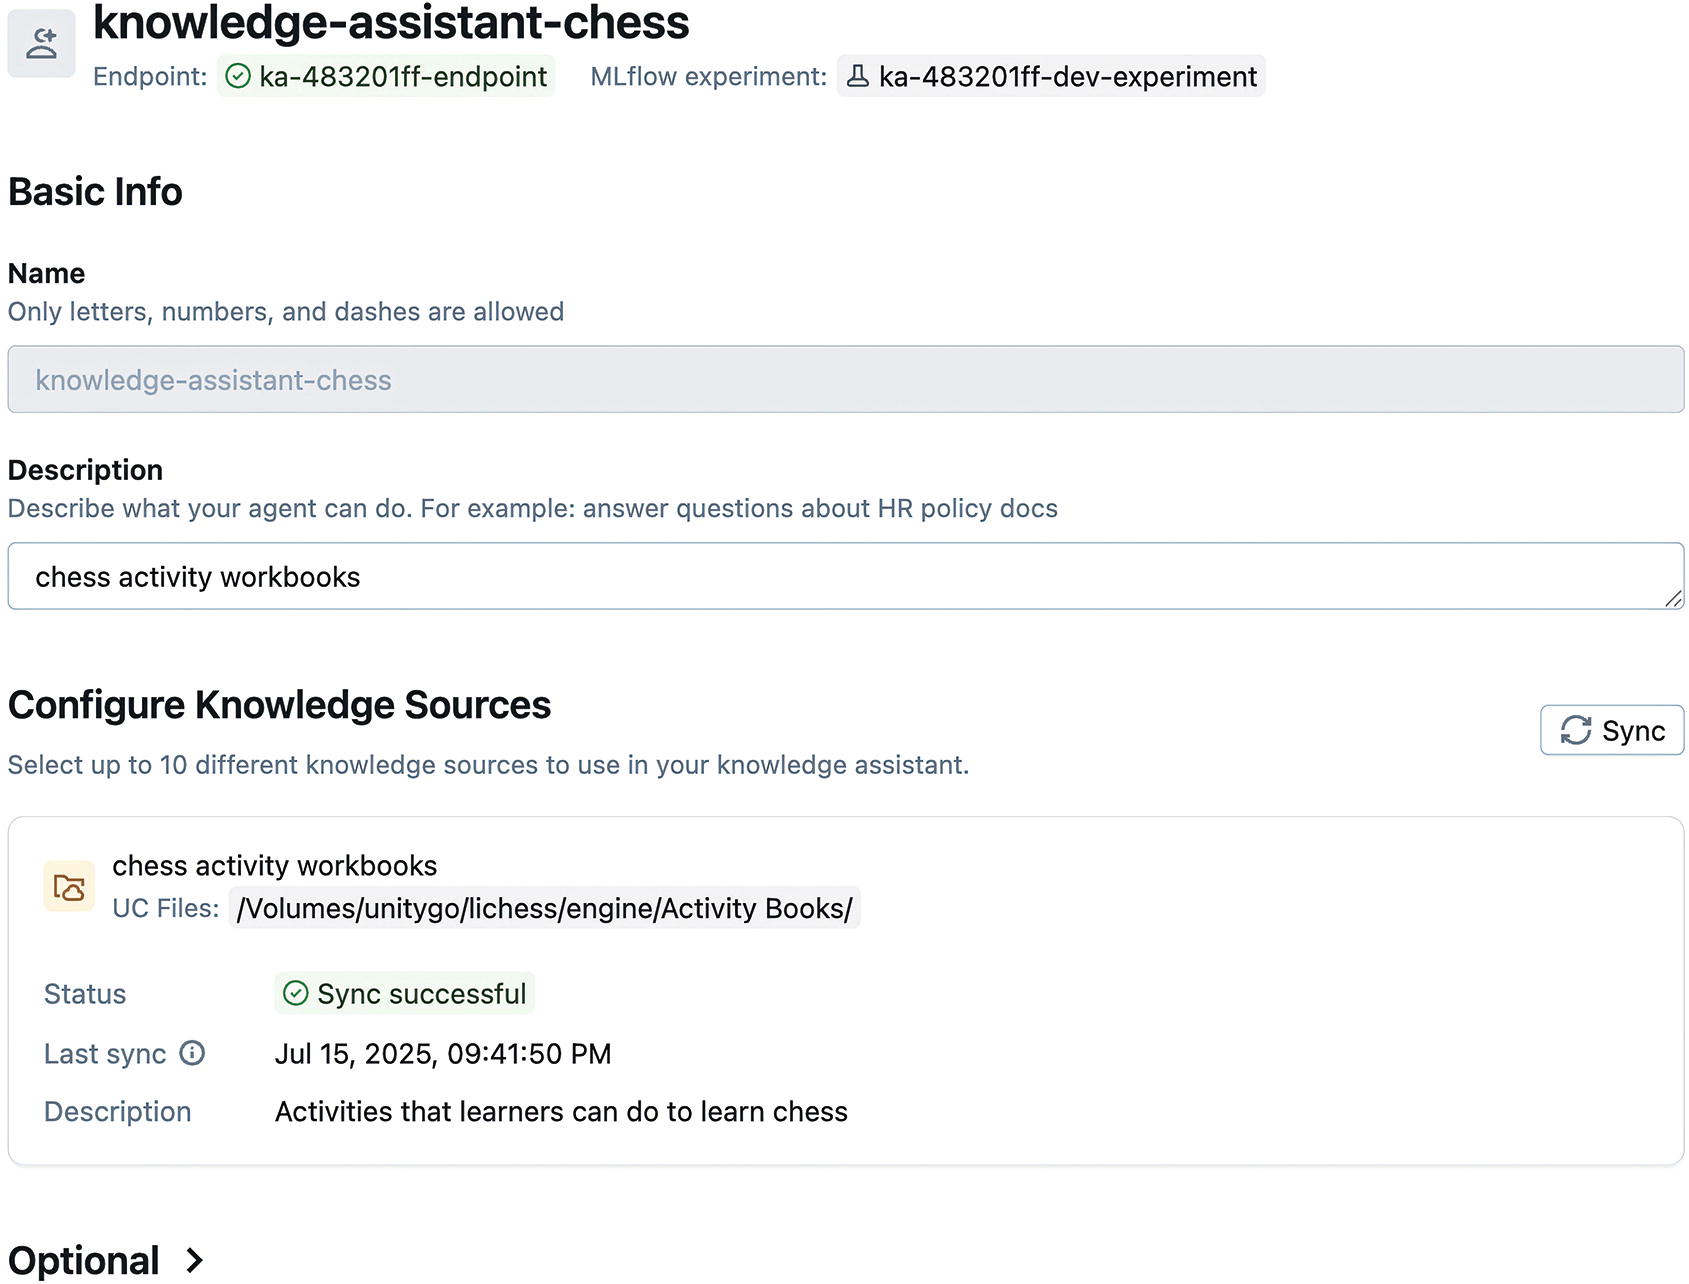 knowledge-assistant-chess
Endpoint: ka-483201ff-endpoint MLflow experiment: ka-483201ff-dev-experiment
Basic Info
Name
Only letters, numbers, and dashes are allowed
knowledge-assistant-chess
Description
Describe what your agent can do. For example: answer questions about HR policy docs
chess activity workbooks
Configure Knowledge Sources
Sync
Select up to 10 different knowledge sources to use in your knowledge assistant.
chess activity workbooks
UC Files: /Volumes/unitygo/lichess/engine/Activity Books/
Status Sync successful
Last sync Jul 15, 2025, 09:41:50 PM
Description Activities that learners can do to learn chess
Optional